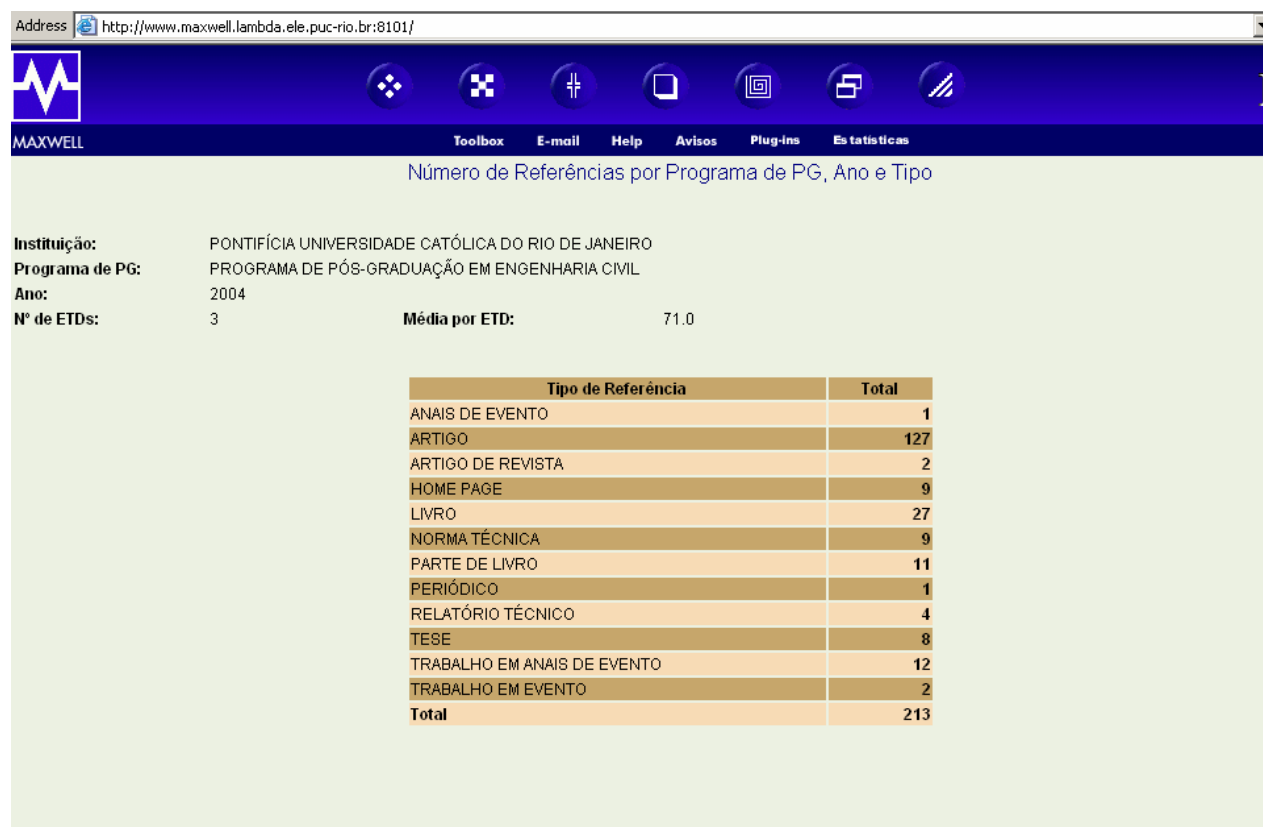 Address http://www.maxwell.lambda.ele.puc-rio.br:8101/
MAXWELL Toolbox E-mail Help Avisos Plug-ins Estatísticas
Número de Referências por Programa de PG, Ano e Tipo
Instituição: PONTIFÍCIA UNIVERSIDADE CATÓLICA DO RIO DE JANEIRO
Programa de PG: PROGRAMA DE PÓS-GRADUAÇÃO EM ENGENHARIA CIVIL
Ano: 2004
Nº de ETDs: 3 Média por ETD: 71.0
Tipo de Referência Total
ANAIS DE EVENTO 1
ARTIGO 127
ARTIGO DE REVISTA 2
HOME PAGE 9
LIVRO 27
NORMA TÉCNICA 9
PARTE DE LIVRO 11
PERIÓDICO 1
RELATÓRIO TÉCNICO 4
TESE 8
TRABALHO EM ANAIS DE EVENTO 12
TRABALHO EM EVENTO 2
Total 213